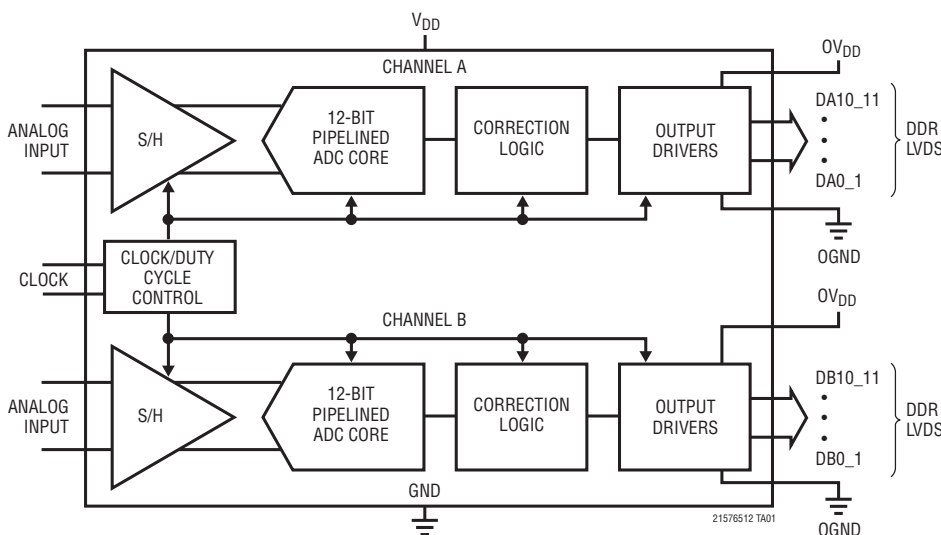 VDD
OVDD
CHANNEL A
ANALOG
INPUT
S/H
12-BIT
PIPELINED
ADC CORE
CORRECTION
LOGIC
OUTPUT
DRIVERS
DA10_11
•
•
•
DA0_1
DDR
LVDS
OGND
CLOCK
CLOCK/DUTY
CYCLE
CONTROL
OVDD
CHANNEL B
ANALOG
INPUT
S/H
12-BIT
PIPELINED
ADC CORE
CORRECTION
LOGIC
OUTPUT
DRIVERS
DB10_11
•
•
•
DB0_1
DDR
LVDS
GND
21576512 TA01
OGND